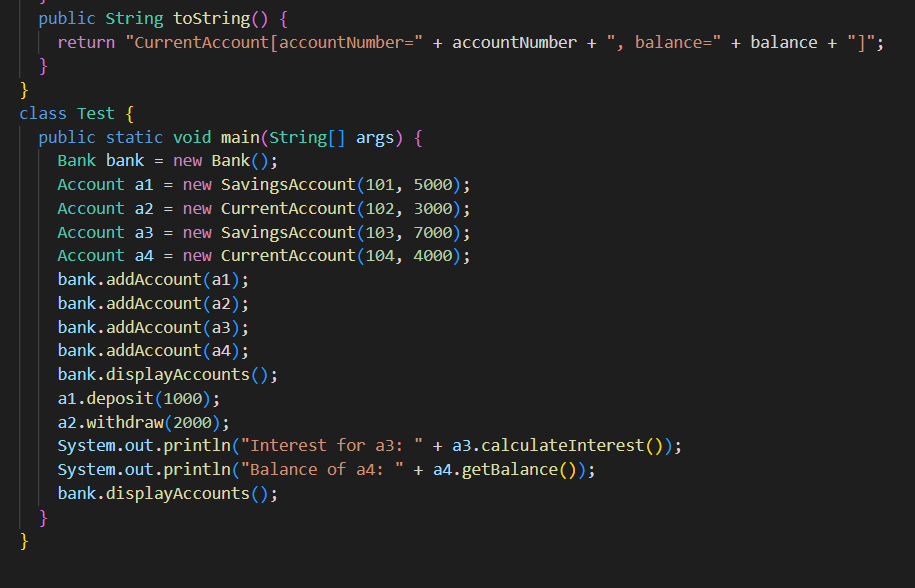 }
public String toString() {
return "CurrentAccount[accountNumber=" + accountNumber + ", balance=" + balance + "]";
}
}
class Test {
public static void main(String[] args) {
Bank bank = new Bank();
Account a1 = new SavingsAccount(101, 5000);
Account a2 = new CurrentAccount(102, 3000);
Account a3 = new SavingsAccount(103, 7000);
Account a4 = new CurrentAccount(104, 4000);
bank.addAccount(a1);
bank.addAccount(a2);
bank.addAccount(a3);
bank.addAccount(a4);
bank.displayAccounts();
a1.deposit(1000);
a2.withdraw(2000);
System.out.println("Interest for a3: " + a3.calculateInterest());
System.out.println("Balance of a4: " + a4.getBalance());
bank.displayAccounts();
}
}